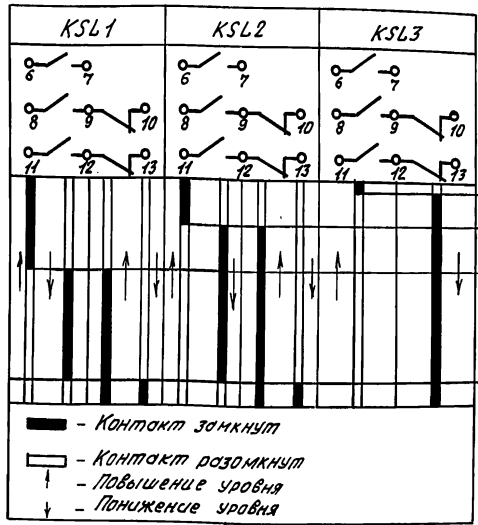 KSL1 KSL2 KSL3
6 7 6 7 6 7
8 9 10 8 9 10 8 9 10
11 12 13 11 12 13 11 12 13
- Контакт замкнут
- Контакт разомкнут
- Повышение уровня
- Понижение уровня